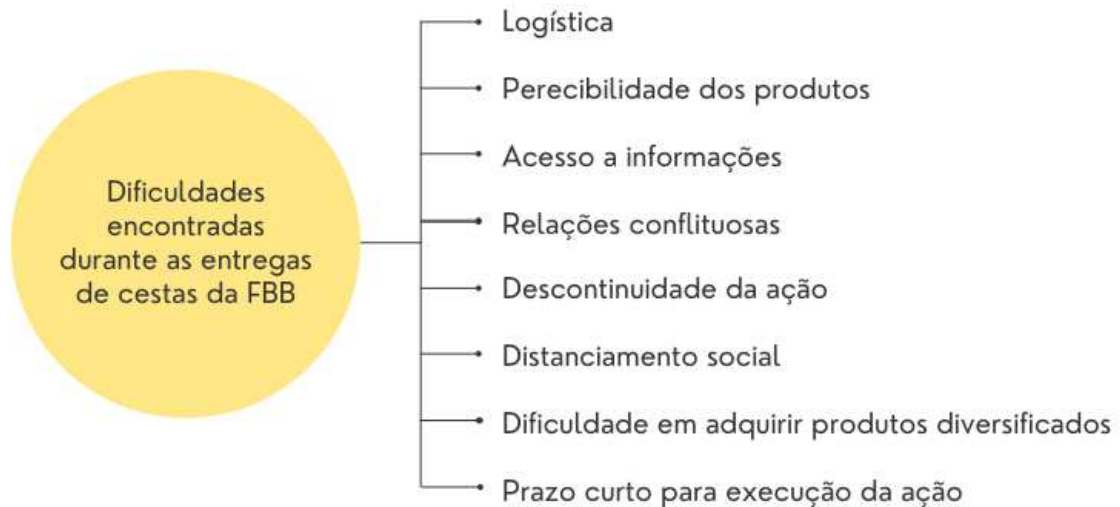 Dificuldades
encontradas
durante as entregas
de cestas da FBB
Logística
Perecibilidade dos produtos
Acesso a informações
Relações conflituosas
Descontinuidade da ação
Distanciamento social
Dificuldade em adquirir produtos diversificados
Prazo curto para execução da ação